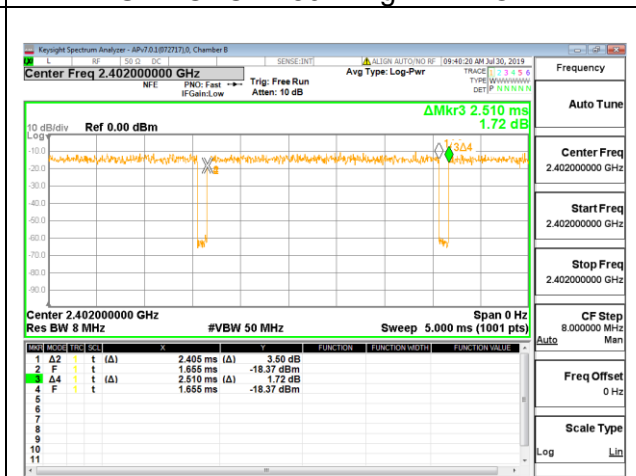 Keysight Spectrum Analyzer - APv7.0.1(072717),0, Chamber B
L RF 50 Ω DC SENSE:INT ALIGN AUTO/NO RF 09:40:20 AM Jul 30, 2019
Center Freq 2.402000000 GHz
NFE PNO: Fast Trig: Free Run
IFGain:Low Atten: 10 dB
Avg Type: Log-Pwr
TRACE 1 2 3 4 5 6
TYPE WWWWWW
DET P N N N N N
ΔMkr3 2.510 ms
1.72 dB
10 dB/div Ref 0.00 dBm
Log
-10.0
-20.0
-30.0
-40.0
-50.0
-60.0
-70.0
-80.0
-90.0
3Δ4
Center 2.402000000 GHz Span 0 Hz
Res BW 8 MHz #VBW 50 MHz Sweep 5.000 ms (1001 pts)
MKR MODE TRC SCL X Y FUNCTION FUNCTION WIDTH FUNCTION VALUE
1 Δ2 1 t (Δ) 2.405 ms (Δ) 3.50 dB
2 F 1 t 1.655 ms -18.37 dBm
3 Δ4 1 t (Δ) 2.510 ms (Δ) 1.72 dB
4 F 1 t 1.655 ms -18.37 dBm
5
6
7
8
9
10
11
Frequency
Auto Tune
Center Freq
2.402000000 GHz
Start Freq
2.402000000 GHz
Stop Freq
2.402000000 GHz
CF Step
8.000000 MHz
Auto Man
Freq Offset
0 Hz
Scale Type
Log Lin